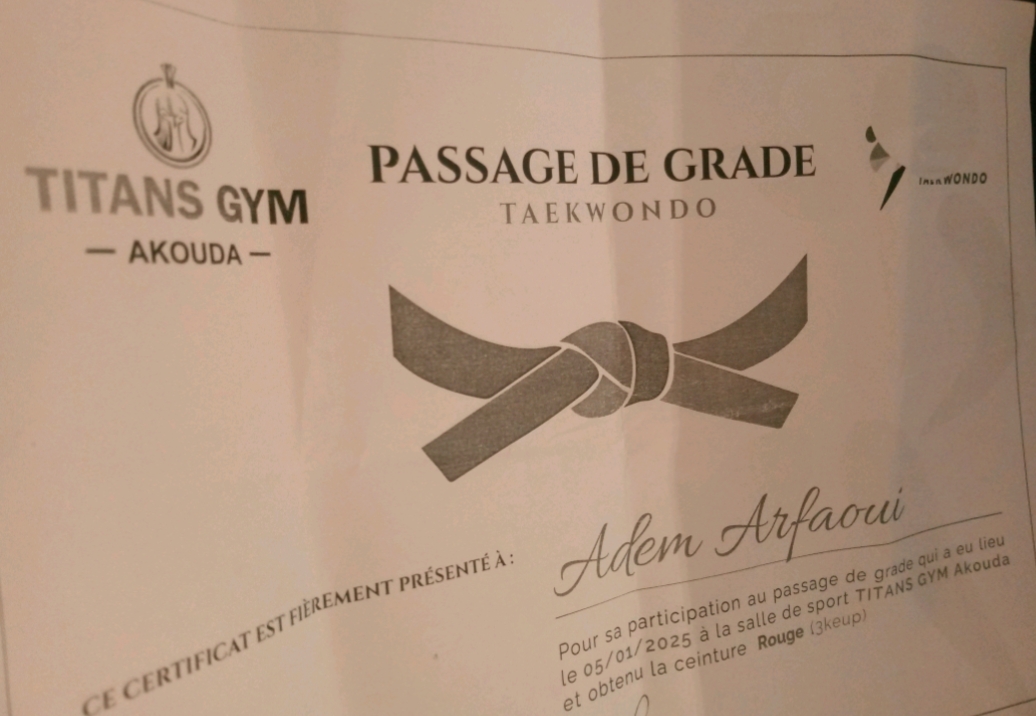 TITANS GYM
— AKOUDA —
PASSAGE DE GRADE
TAEKWONDO
TAEKWONDO
CE CERTIFICAT EST FIÈREMENT PRÉSENTÉ À :
Adem Arfaoui
Pour sa participation au passage de grade qui a eu lieu
le 05/01/2025 à la salle de sport TITANS GYM Akouda
et obtenu la ceinture Rouge (3keup)